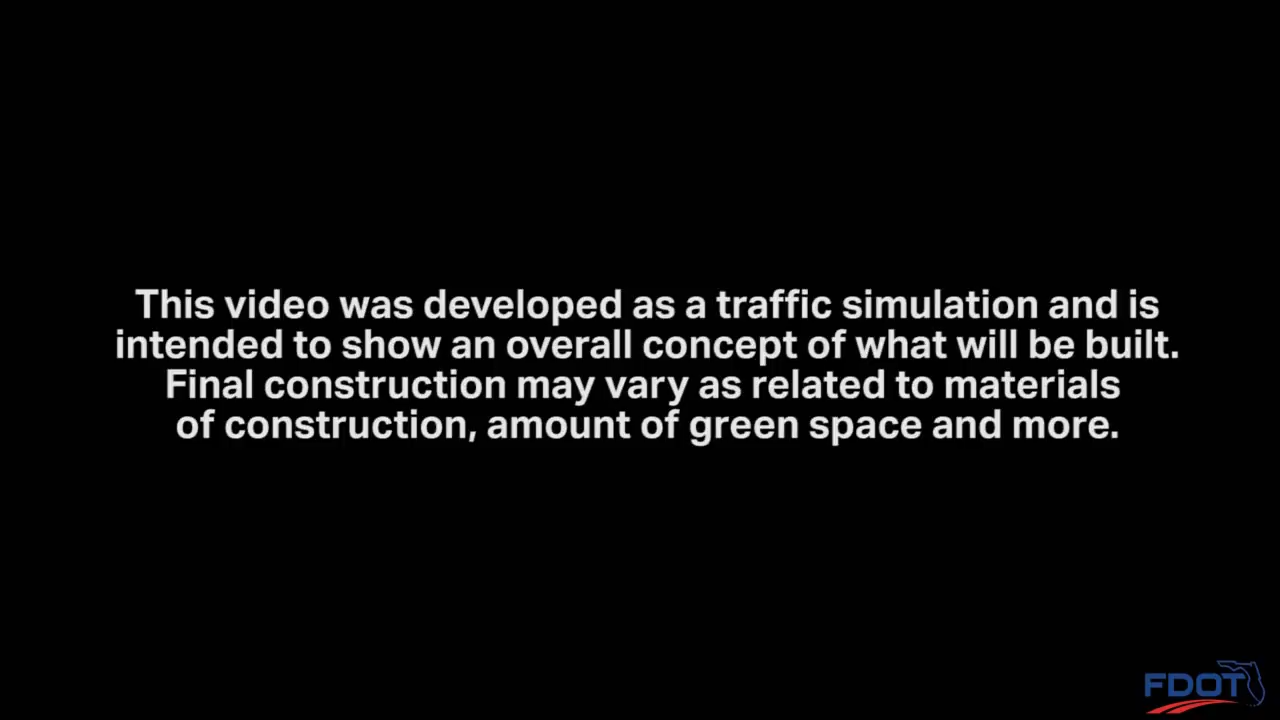 This video was developed as a traffic simulation and is
intended to show an overall concept of what will be built.
Final construction may vary as related to materials
of construction, amount of green space and more.
FDOT